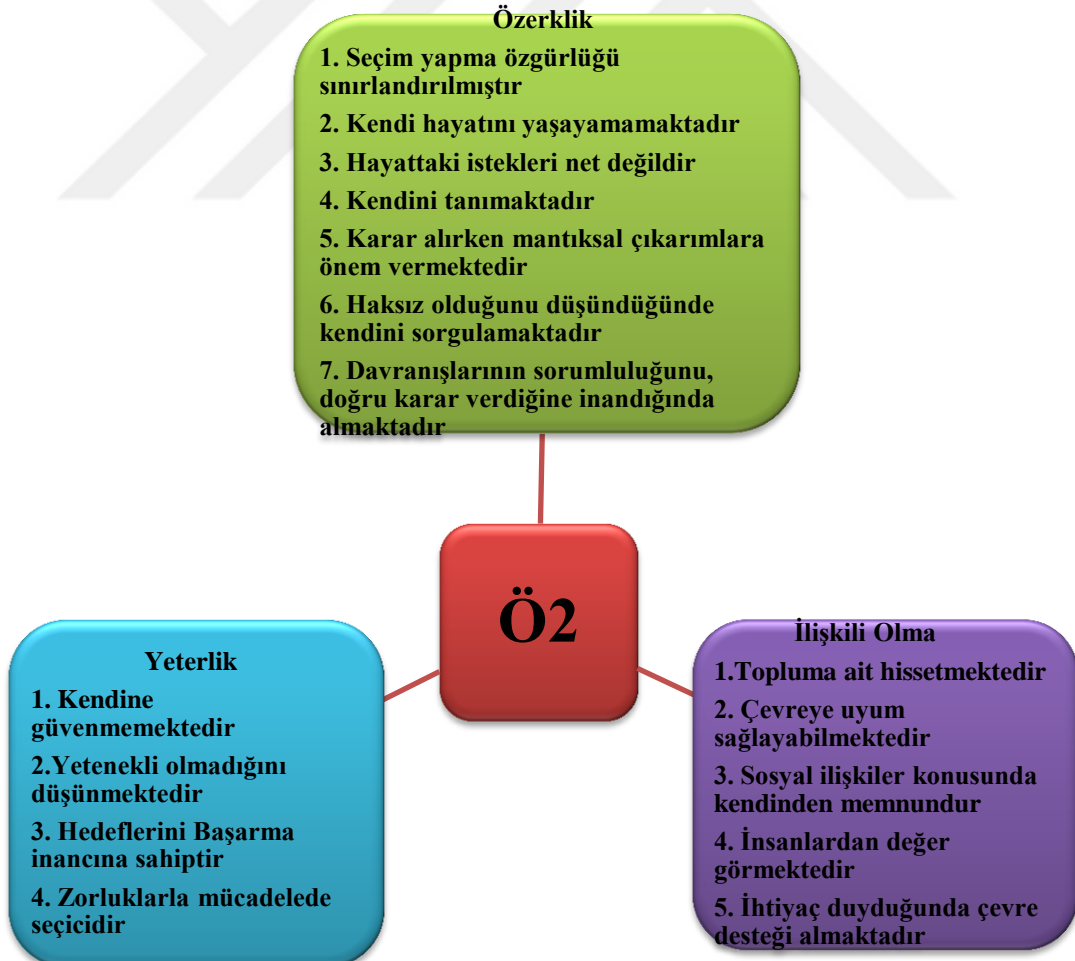 Özerklik
1. Seçim yapma özgürlüğü
sınırlandırılmıştır
2. Kendi hayatını yaşayamamaktadır
3. Hayattaki istekleri net değildir
4. Kendini tanımaktadır
5. Karar alırken mantıksal çıkarımlara
önem vermektedir
6. Haksız olduğunu düşündüğünde
kendini sorgulamaktadır
7. Davranışlarının sorumluluğunu,
doğru karar verdiğine inandığında
almaktadır
Ö2
Yeterlik
1. Kendine
güvenmemektedir
2.Yetenekli olmadığını
düşünmektedir
3. Hedeflerini Başarma
inancına sahiptir
4. Zorluklarla mücadelede
seçicidir
İlişkili Olma
1.Topluma ait hissetmektedir
2. Çevreye uyum
sağlayabilmektedir
3. Sosyal ilişkiler konusunda
kendinden memnundur
4. İnsanlardan değer
görmektedir
5. İhtiyaç duyduğunda çevre
desteği almaktadır